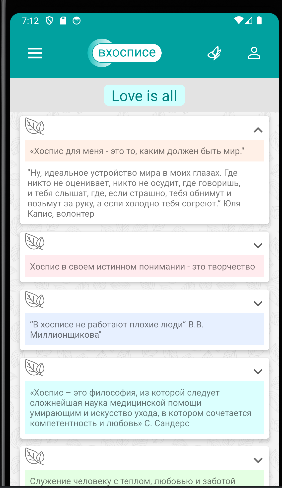 7:12
вхосписе
Love is all
«Хоспис для меня - это то, каким должен быть мир."
"Ну, идеальное устройство мира в моих глазах. Где
никто не оценивает, никто не осудит, где говоришь,
и тебя слышат, где, если страшно, тебя обнимут и
возьмут за руку, а если холодно тебя согреют." Юля
Капис, волонтер
Хоспис в своем истинном понимании - это творчество
"В хосписе не работают плохие люди" В.В.
Миллионщикова"
«Хоспис – это философия, из которой следует
сложнейшая наука медицинской помощи
умирающим и искусство ухода, в котором сочетается
компетентность и любовь» С. Сандерс
Служение человеку с теплом, любовью и заботой